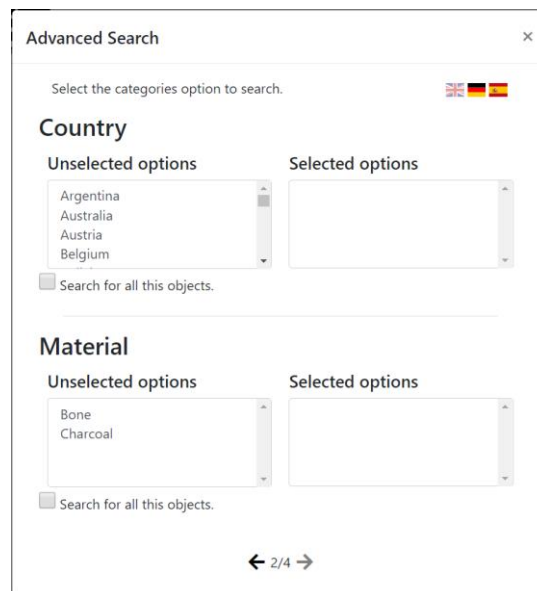 Advanced Search ×
Select the categories option to search.
Country
Unselected options Selected options
Argentina
Australia
Austria
Belgium
Search for all this objects.
Material
Unselected options Selected options
Bone
Charcoal
Search for all this objects.
2/4